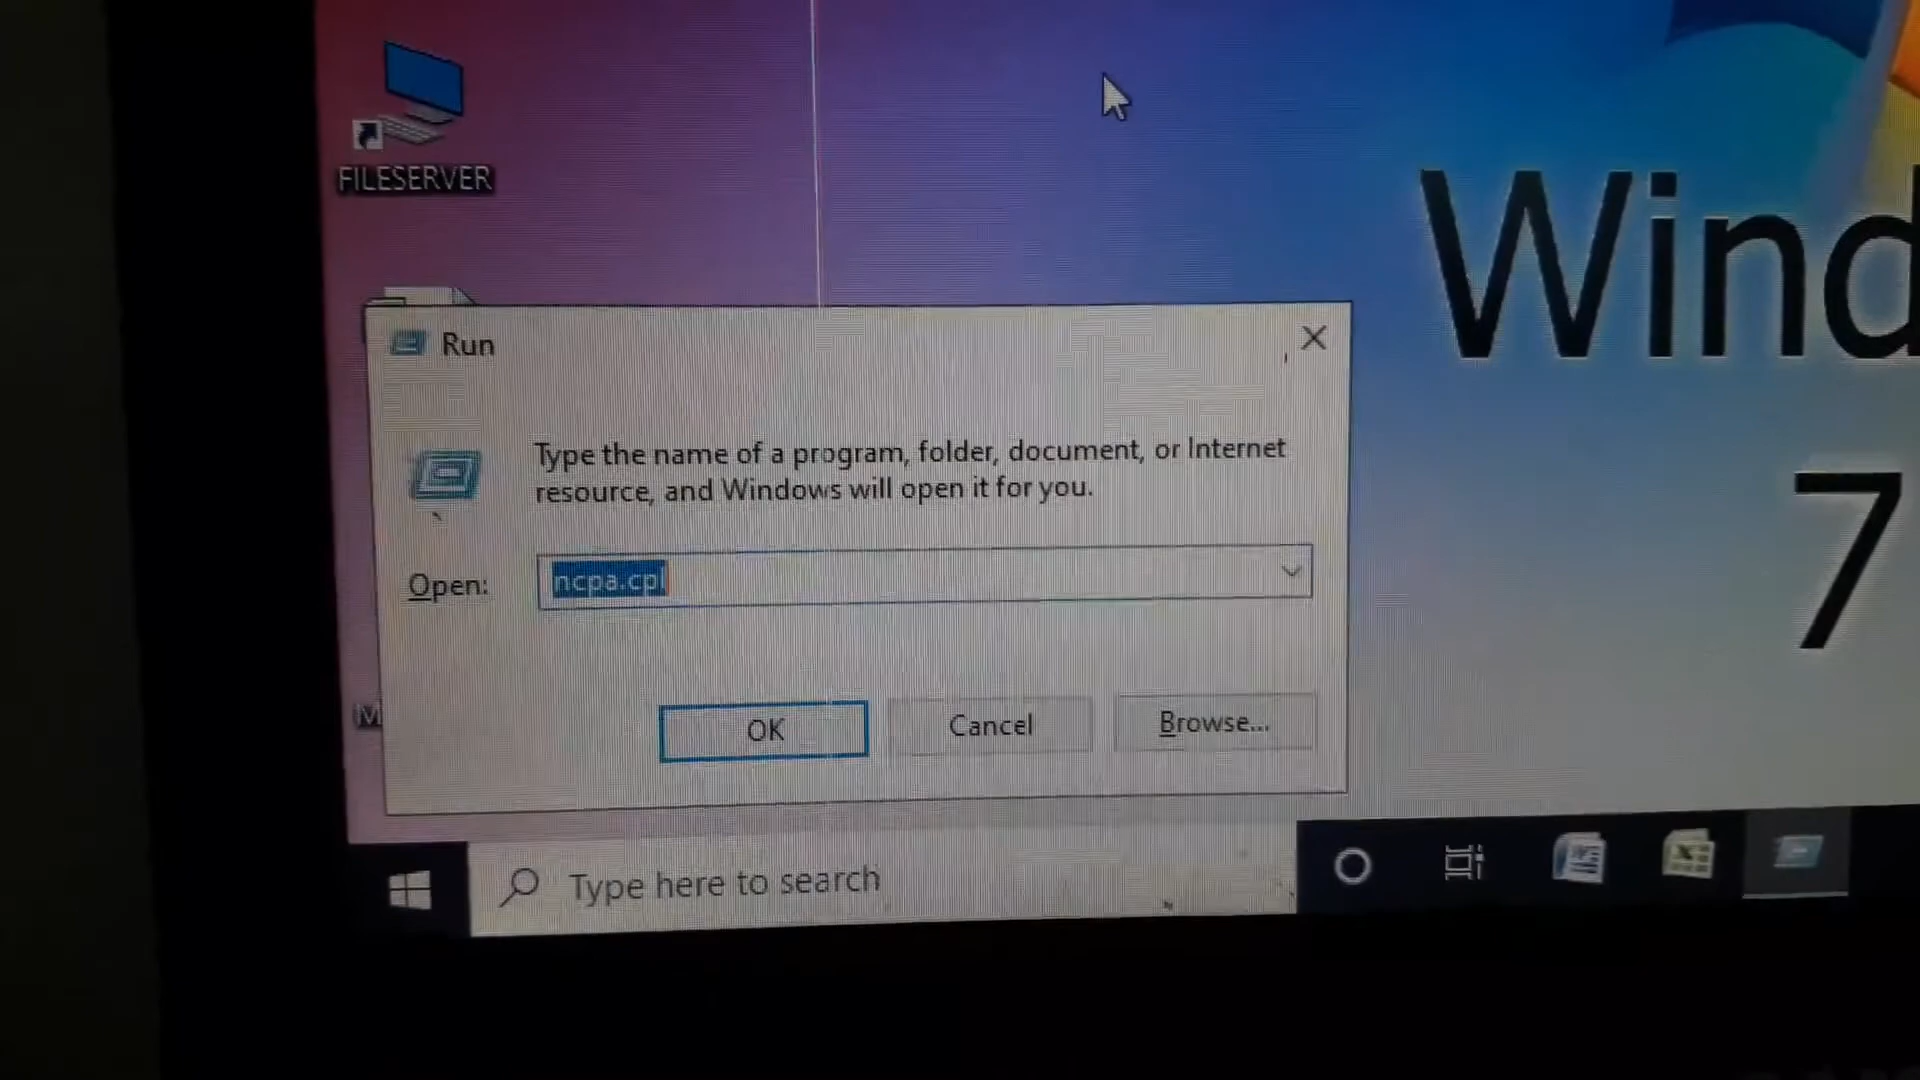 FILESERVER
Wind
7
Run
Type the name of a program, folder, document, or Internet
resource, and Windows will open it for you.
Open:
ncpa.cpl
OK
Cancel
Browse...
M
Type here to search